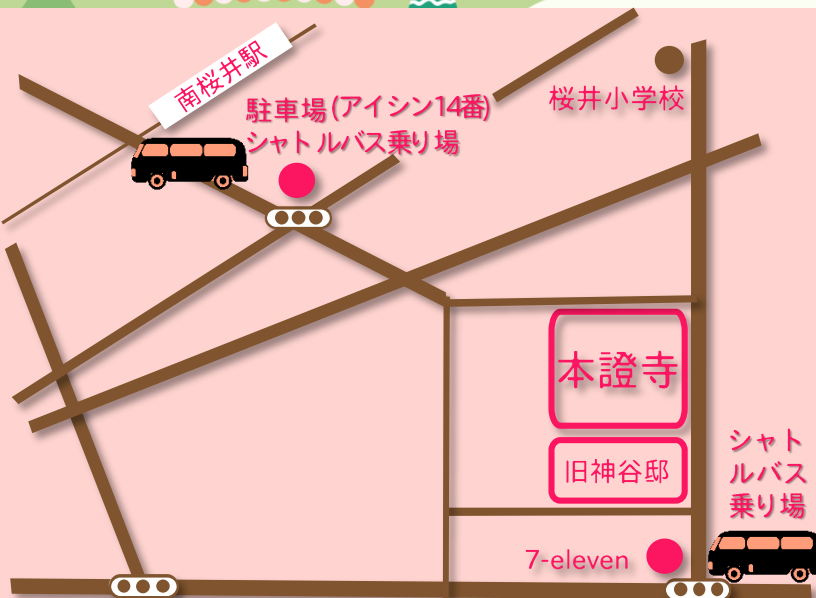 南桜井駅
駐車場(アイシン14番)
シャトルバス乗り場
桜井小学校
本證寺
旧神谷邸
シャト
ルバス
乗り場
7-eleven